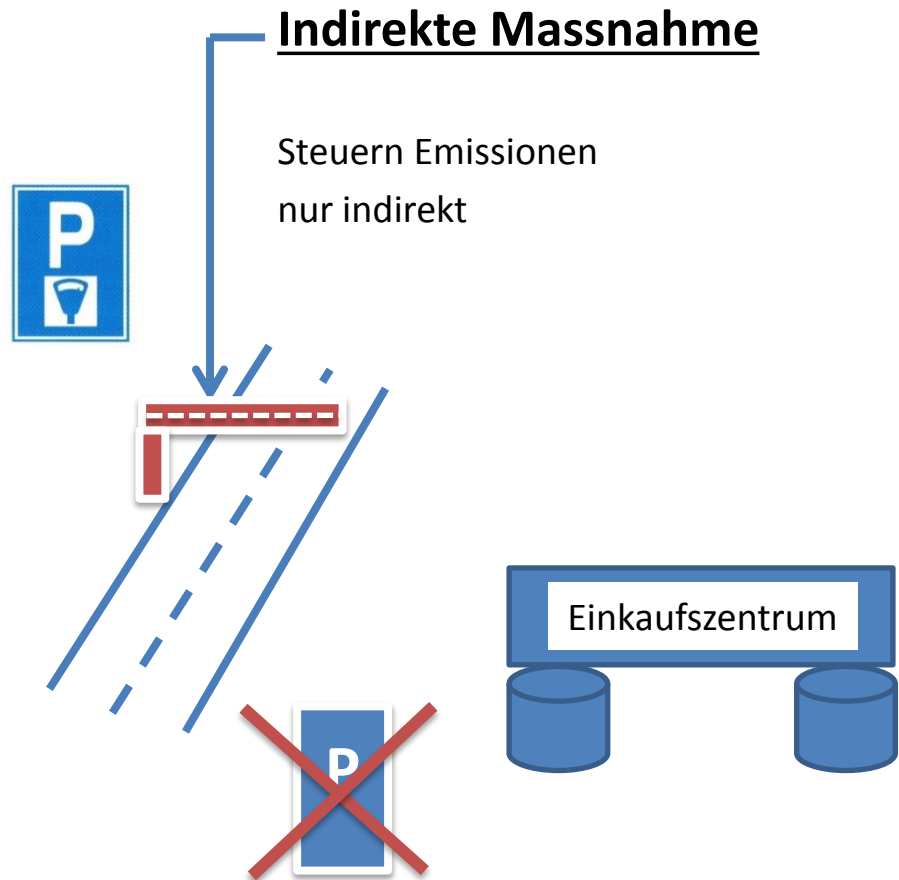 Indirekte Massnahme
Steuern Emissionen
nur indirekt
P
Einkaufszentrum
P